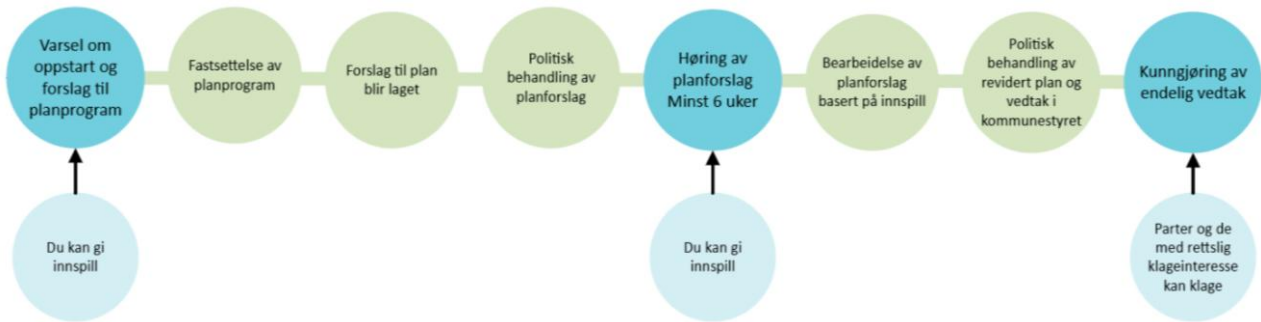 Varsel om
oppstart og
forslag til
planprogram
Fastsettelse av
planprogram
Forslag til plan
blir laget
Politisk
behandling av
planforslag
Høring av
planforslag
Minst 6 uker
Bearbeidelse av
planforslag
basert på innspill
Politisk
behandling av
revidert plan og
vedtak i
kommunestyret
Kunngjøring av
endelig vedtak
Du kan gi
innspill
Du kan gi
innspill
Parter og de
med rettslig
klageinteresse
kan klage